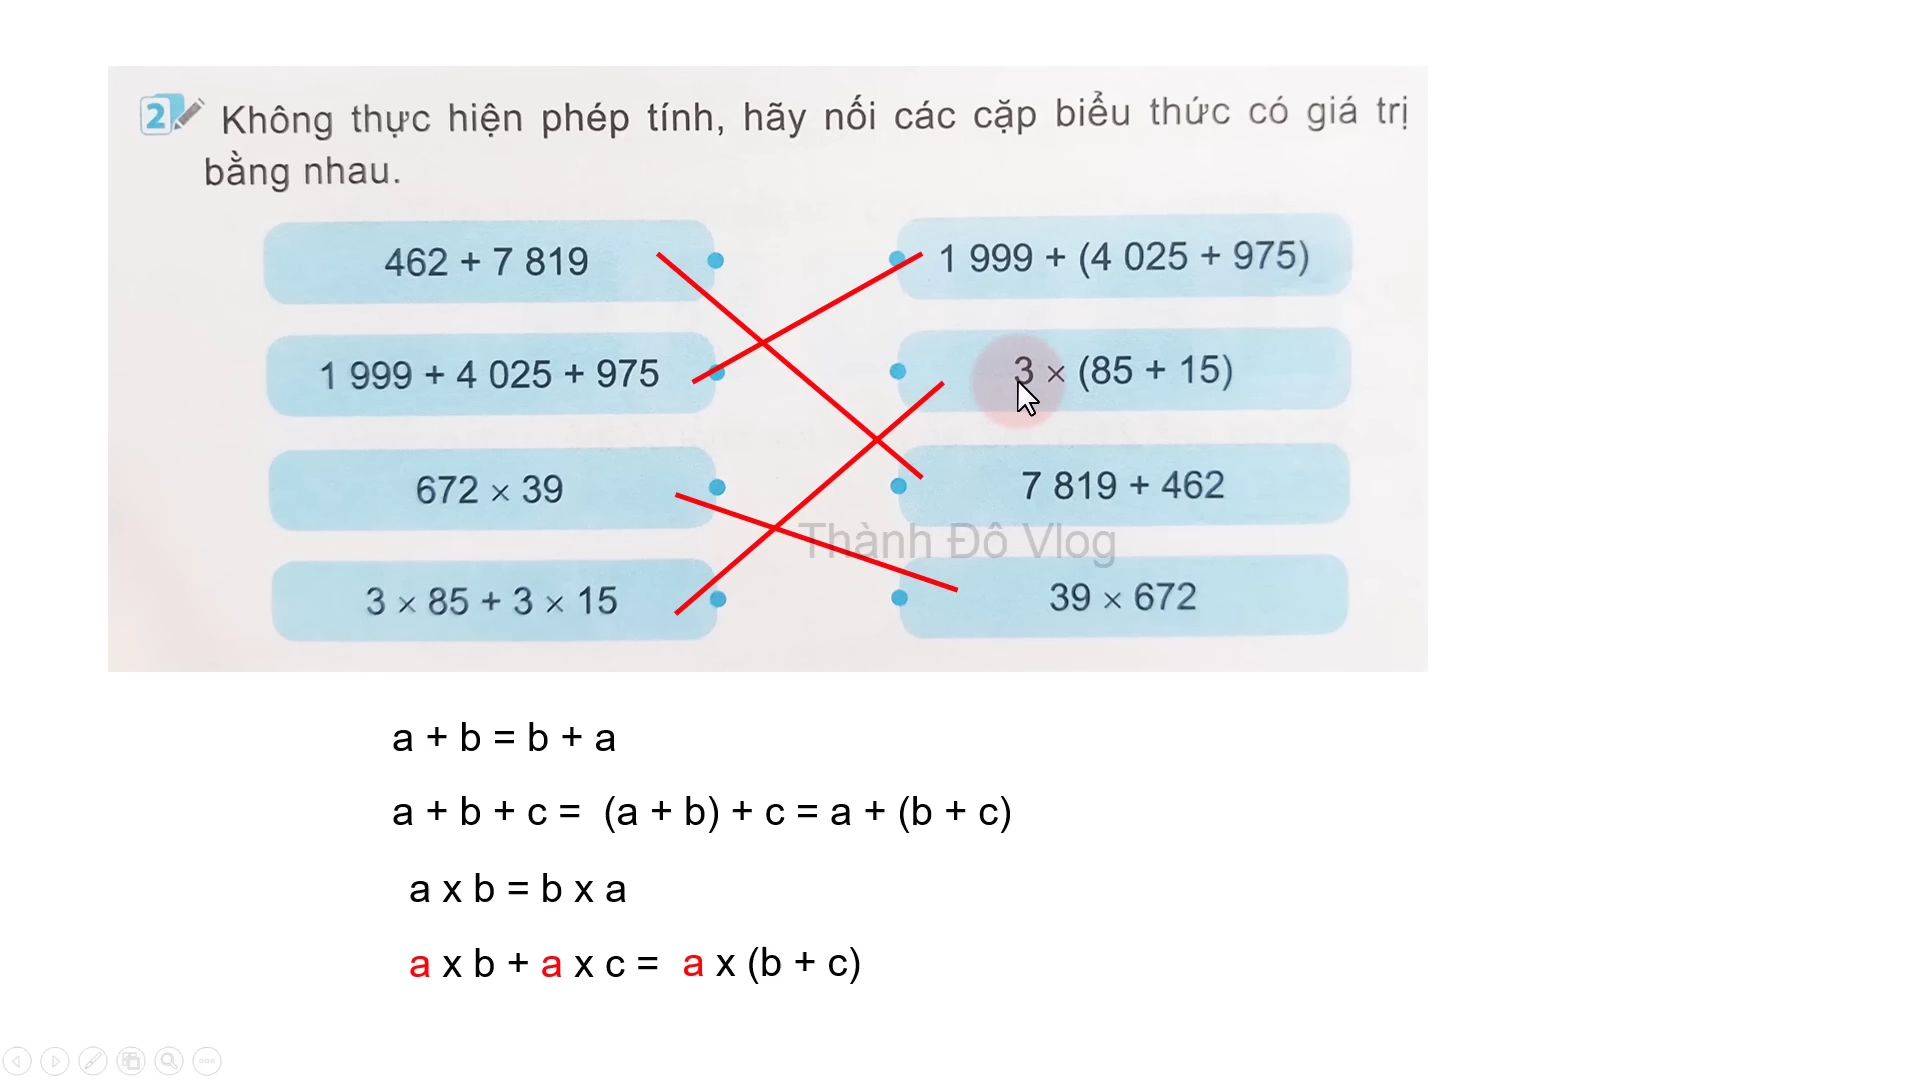 2 Không thực hiện phép tính, hãy nối các cặp biểu thức có giá trị
bằng nhau.
462 + 7 819
1 999 + (4 025 + 975)
1 999 + 4 025 + 975
3 × (85 + 15)
672 × 39
7 819 + 462
Thành Đô Vlog
3 × 85 + 3 × 15
39 × 672
a + b = b + a
a + b + c = (a + b) + c = a + (b + c)
a x b = b x a
a x b + a x c = a x (b + c)